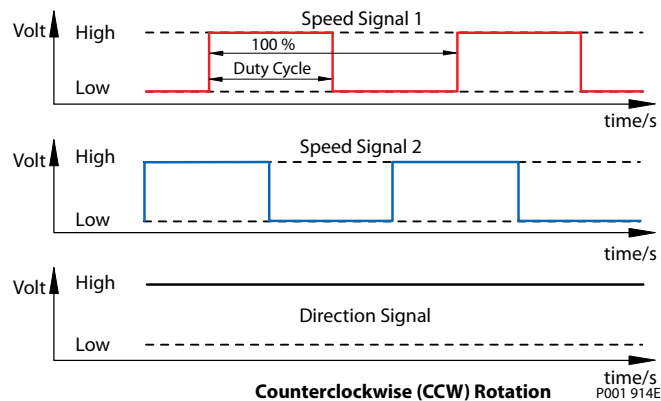 Speed Signal 1
Volt
High
100 %
Duty Cycle
Low
time/s
Speed Signal 2
Volt
High
Low
time/s
Volt
High
Direction Signal
Low
time/s
Counterclockwise (CCW) Rotation
P001 914E